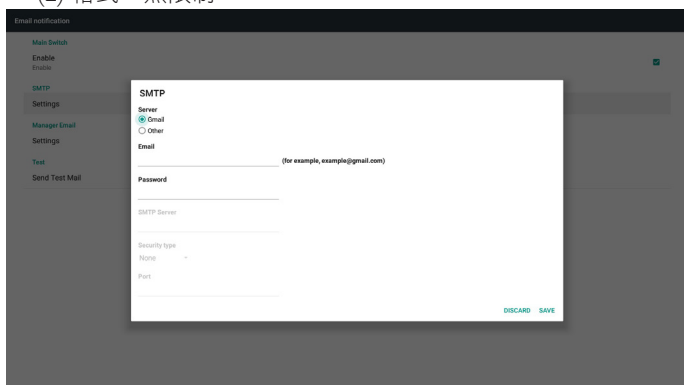 Email notification
Main Switch
Enable
Enable
SMTP
Settings
Manager Email
Settings
Test
Send Test Mail
SMTP
Server
Gmail
Other
Email
(for example, example@gmail.com)
Password
SMTP Server
Security type
None
Port
DISCARD SAVE